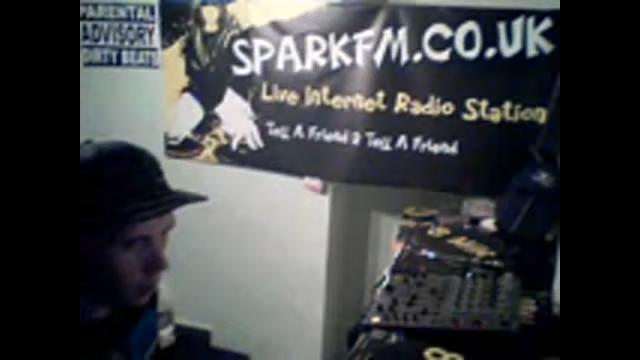 PARENTAL
ADVISORY
DIRTY BEATS
SPARKFM.CO.UK
Live Internet Radio Station
Tell A Friend 2 Tell A Friend